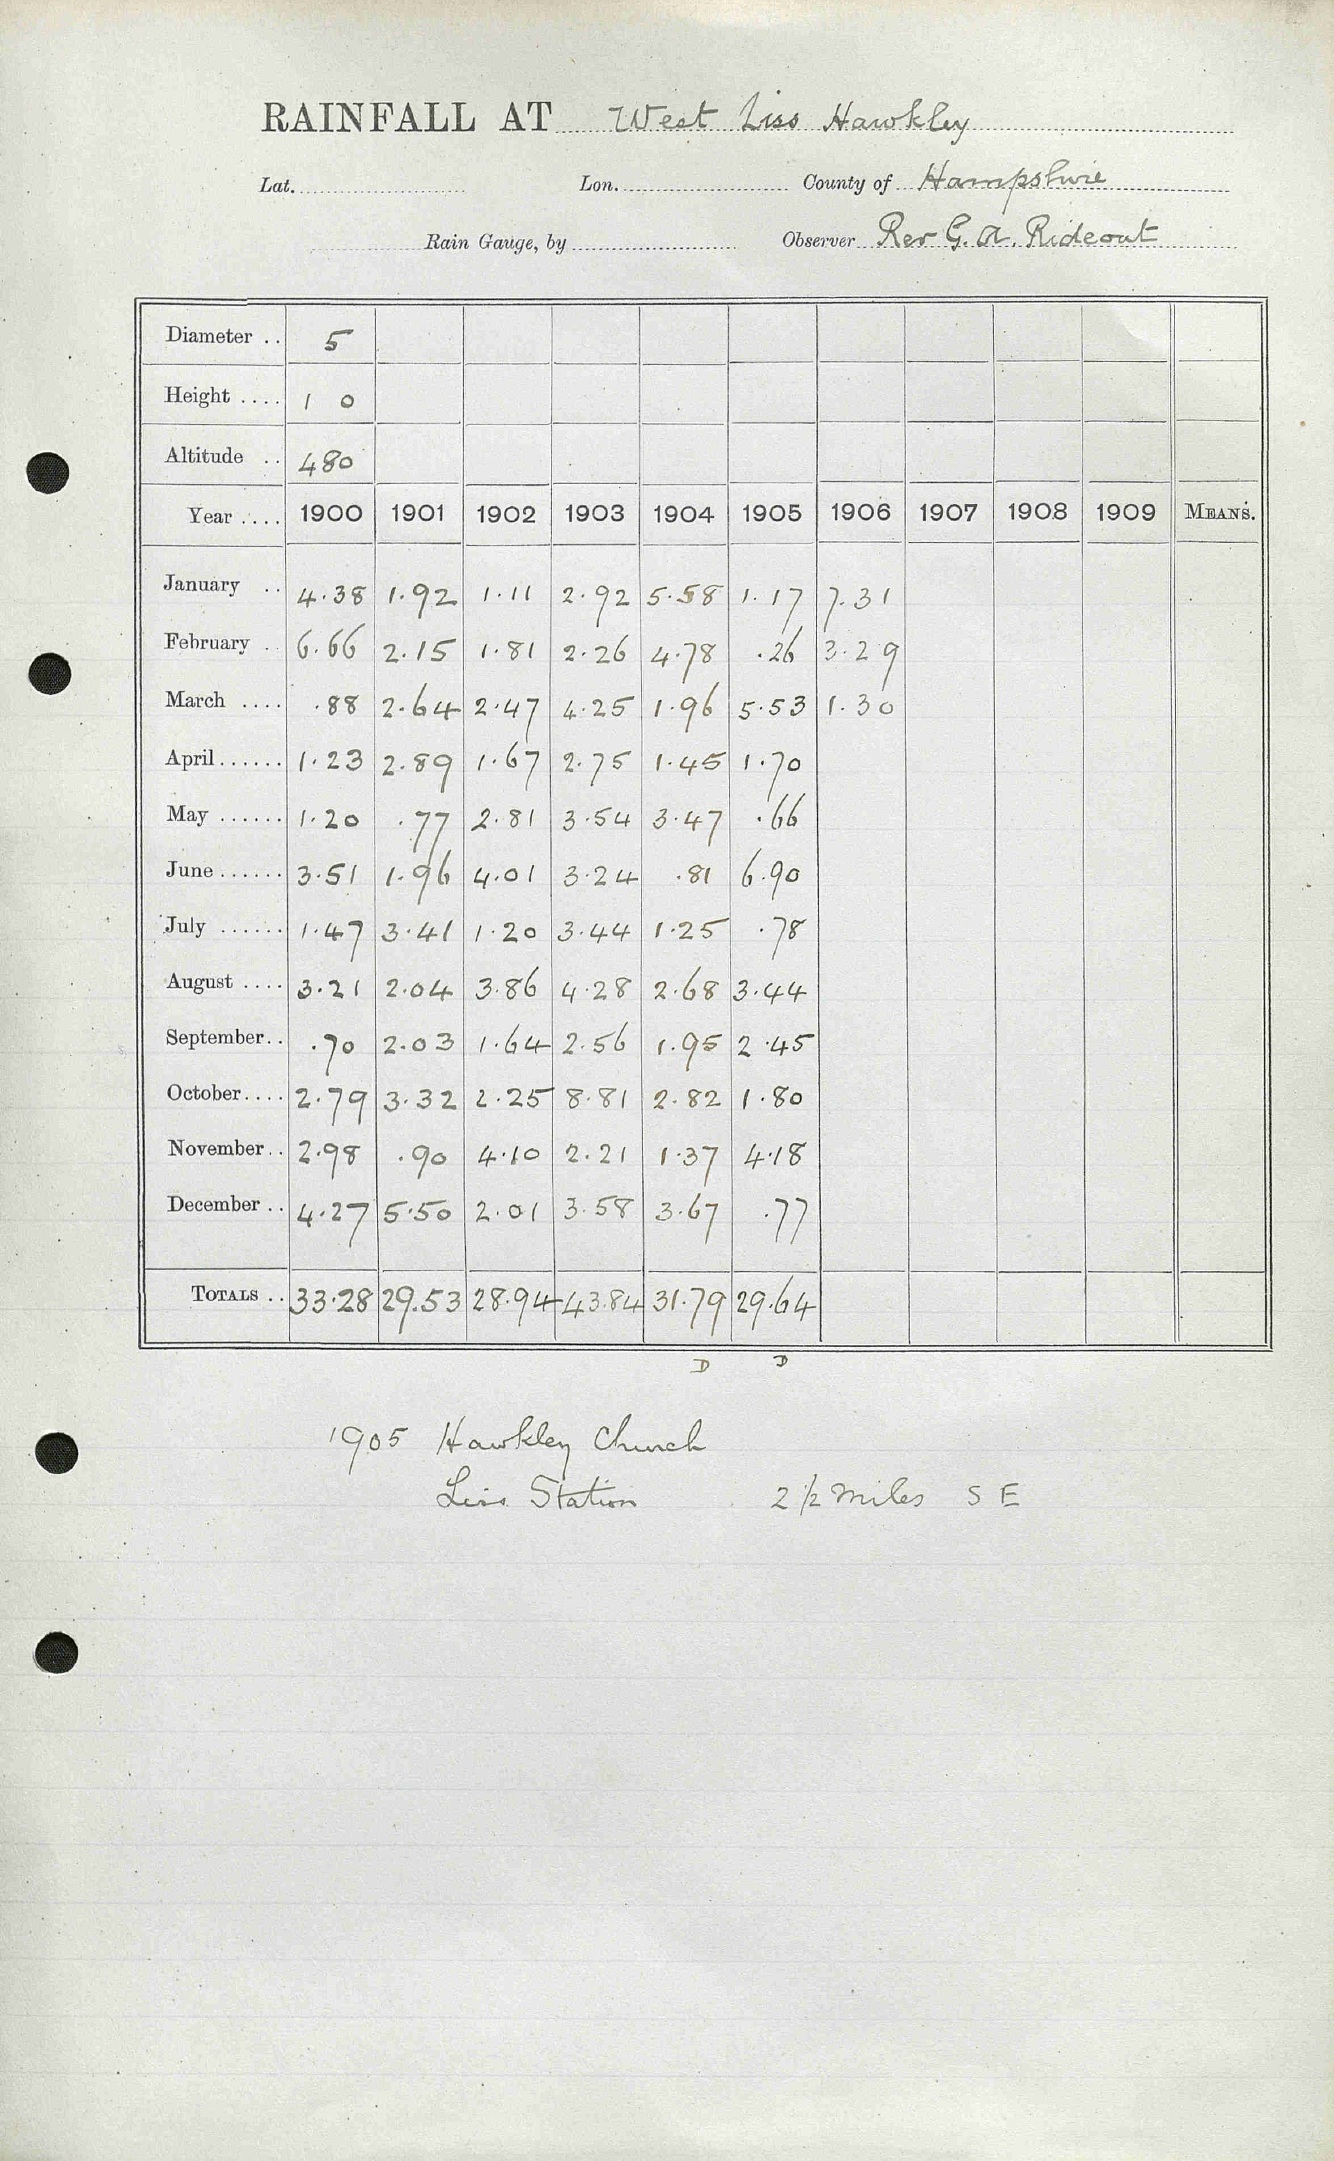 RAINFALL AT West Liss Hawkley
Lat. Lon. County of Hampshire
Rain Gauge, by Observer Rev G. A. Rideout
Diameter .. 5
Height .... 1 0
Altitude .. 480
Year .... 1900 1901 1902 1903 1904 1905 1906 1907 1908 1909 MEANS.
January .. 4.38 1.92 1.11 2.92 5.58 1.17 7.31
February .. 6.66 2.15 1.81 2.26 4.78 .26 3.29
March .... .88 2.64 2.47 4.25 1.96 5.53 1.30
April...... 1.23 2.89 1.67 2.75 1.45 1.70
May ...... 1.20 .77 2.81 3.54 3.47 .66
June...... 3.51 1.96 4.01 3.24 .81 6.90
July ...... 1.47 3.41 1.20 3.44 1.25 .78
August .... 3.21 2.04 3.86 4.28 2.68 3.44
September.. .70 2.03 1.64 2.56 1.95 2.45
October.... 2.79 3.32 2.25 8.81 2.82 1.80
November.. 2.98 .90 4.10 2.21 1.37 4.18
December .. 4.27 5.50 2.01 3.58 3.67 .77
TOTALS .. 33.28 29.53 28.94 43.84 31.79 29.64
D D
1905 Hawkley Church
Liss Station 2 1/2 miles S E